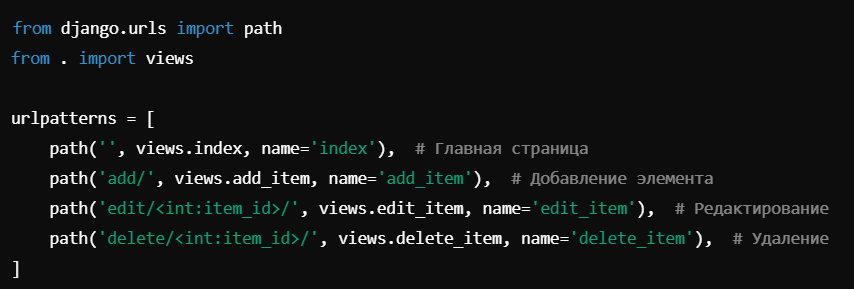 from django.urls import path
from . import views

urlpatterns = [
    path('', views.index, name='index'),  # Главная страница
    path('add/', views.add_item, name='add_item'),  # Добавление элемента
    path('edit/<int:item_id>/', views.edit_item, name='edit_item'),  # Редактирование
    path('delete/<int:item_id>/', views.delete_item, name='delete_item'),  # Удаление
]